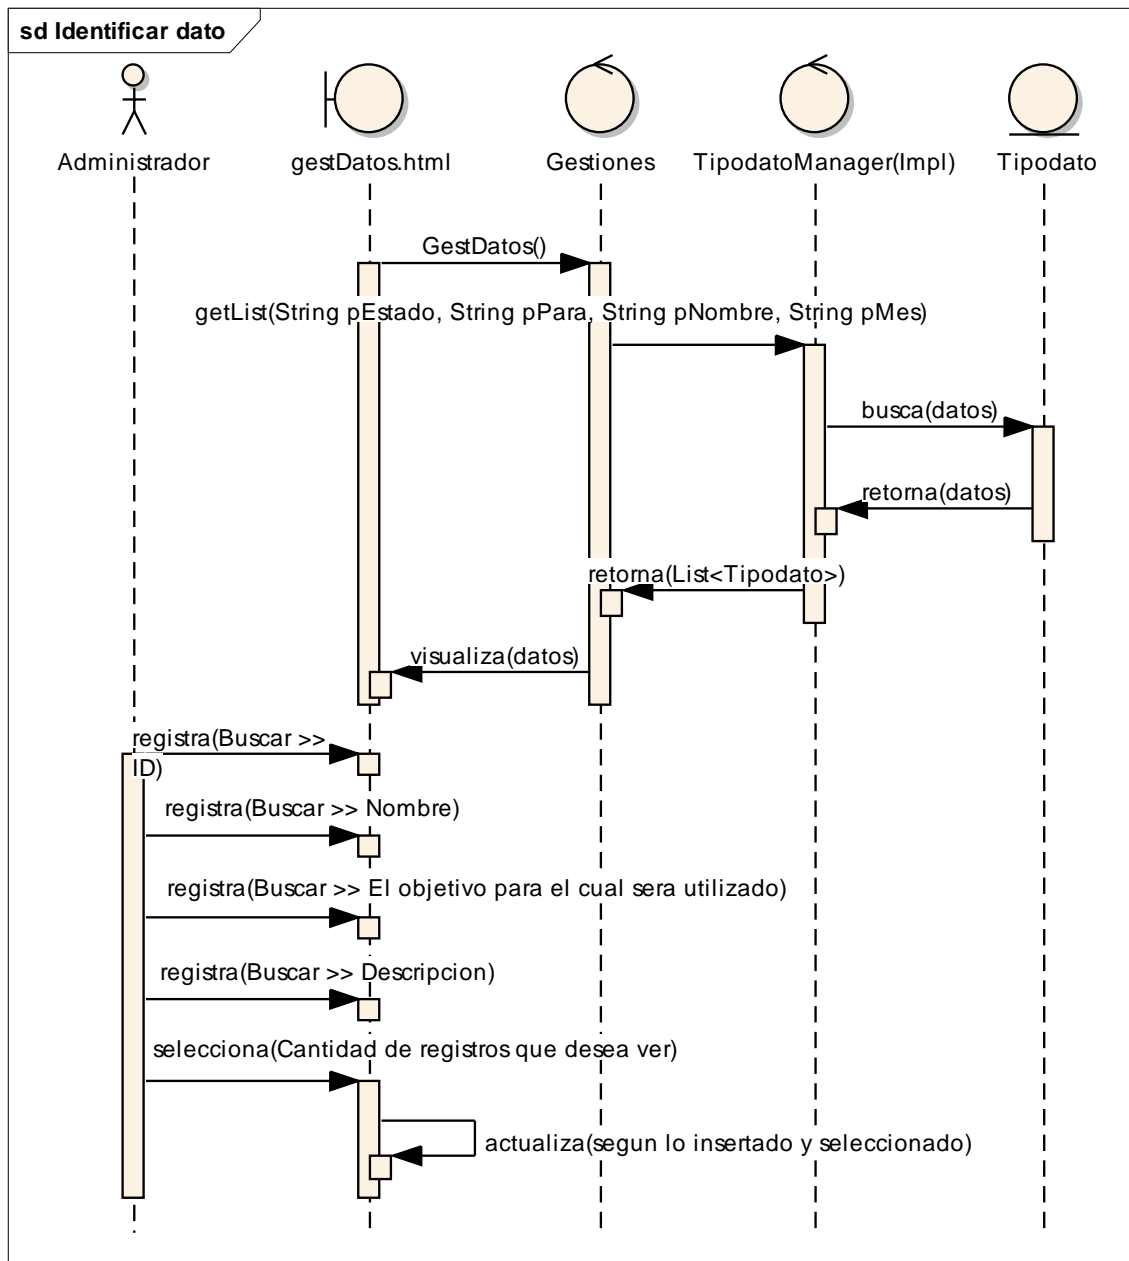 sd Identificar dato
Administrador
gestDatos.html
Gestiones
TipodatoManager(Impl)
Tipodato
GestDatos()
getList(String pEstado, String pPara, String pNombre, String pMes)
busca(datos)
retorna(datos)
retorna(List<Tipodato>)
visualiza(datos)
registra(Buscar >>
ID)
registra(Buscar >> Nombre)
registra(Buscar >> El objetivo para el cual sera utilizado)
registra(Buscar >> Descripcion)
selecciona(Cantidad de registros que desea ver)
actualiza(segun lo insertado y seleccionado)